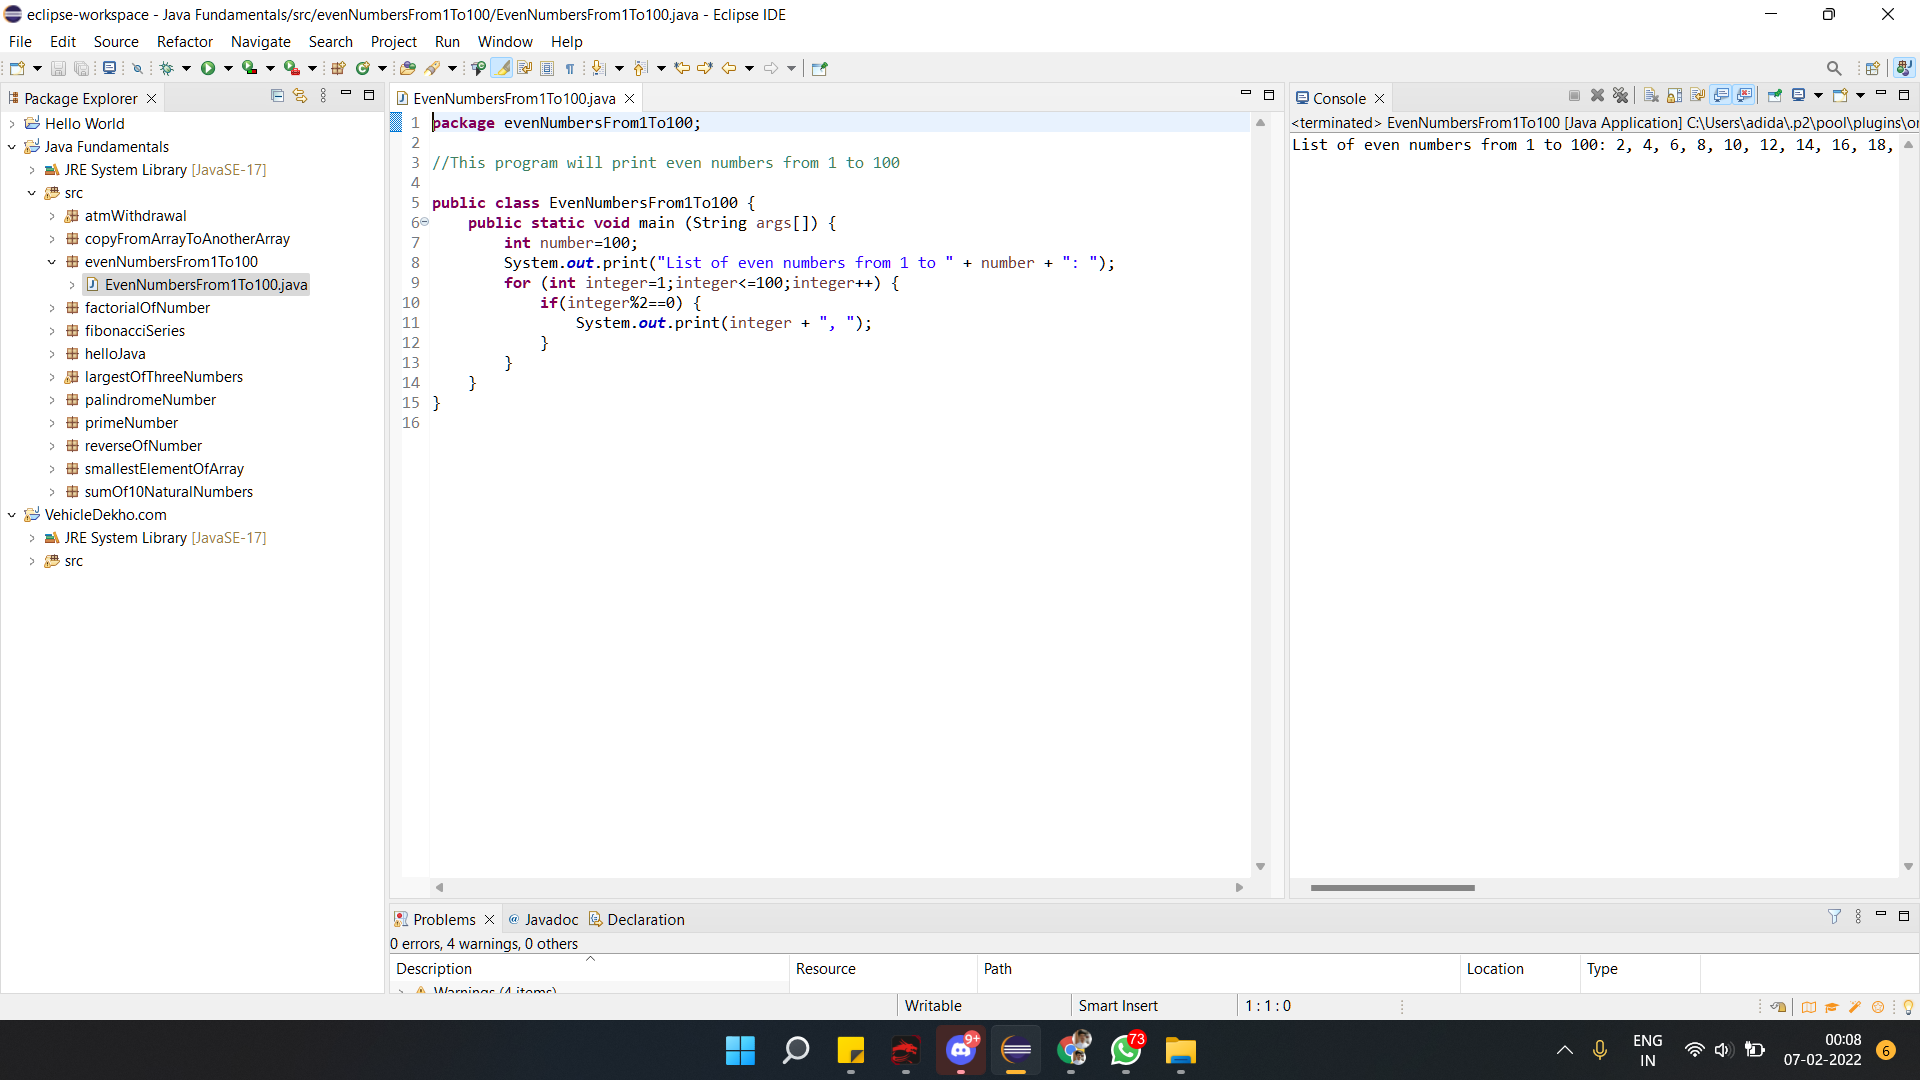 eclipse-workspace - Java Fundamentals/src/evenNumbersFrom1To100/EvenNumbersFrom1To100.java - Eclipse IDE
File Edit Source Refactor Navigate Search Project Run Window Help
Package Explorer
Hello World
Java Fundamentals
JRE System Library [JavaSE-17]
src
atmWithdrawal
copyFromArrayToAnotherArray
evenNumbersFrom1To100
EvenNumbersFrom1To100.java
factorialOfNumber
fibonacciSeries
helloJava
largestOfThreeNumbers
palindromeNumber
primeNumber
reverseOfNumber
smallestElementOfArray
sumOf10NaturalNumbers
VehicleDekho.com
JRE System Library [JavaSE-17]
src
EvenNumbersFrom1To100.java
1 package evenNumbersFrom1To100;
2
3 //This program will print even numbers from 1 to 100
4
5 public class EvenNumbersFrom1To100 {
6 public static void main (String args[]) {
7 int number=100;
8 System.out.print("List of even numbers from 1 to " + number + ": ");
9 for (int integer=1;integer<=100;integer++) {
10 if(integer%2==0) {
11 System.out.print(integer + ", ");
12 }
13 }
14 }
15 }
16
Console
<terminated> EvenNumbersFrom1To100 [Java Application] C:\Users\adida\.p2\pool\plugins\or
List of even numbers from 1 to 100: 2, 4, 6, 8, 10, 12, 14, 16, 18,
Problems @ Javadoc Declaration
0 errors, 4 warnings, 0 others
Description Resource Path Location Type
Warnings (4 items)
Writable Smart Insert 1 : 1 : 0
9+ 73
ENG
IN
00:08
07-02-2022
6